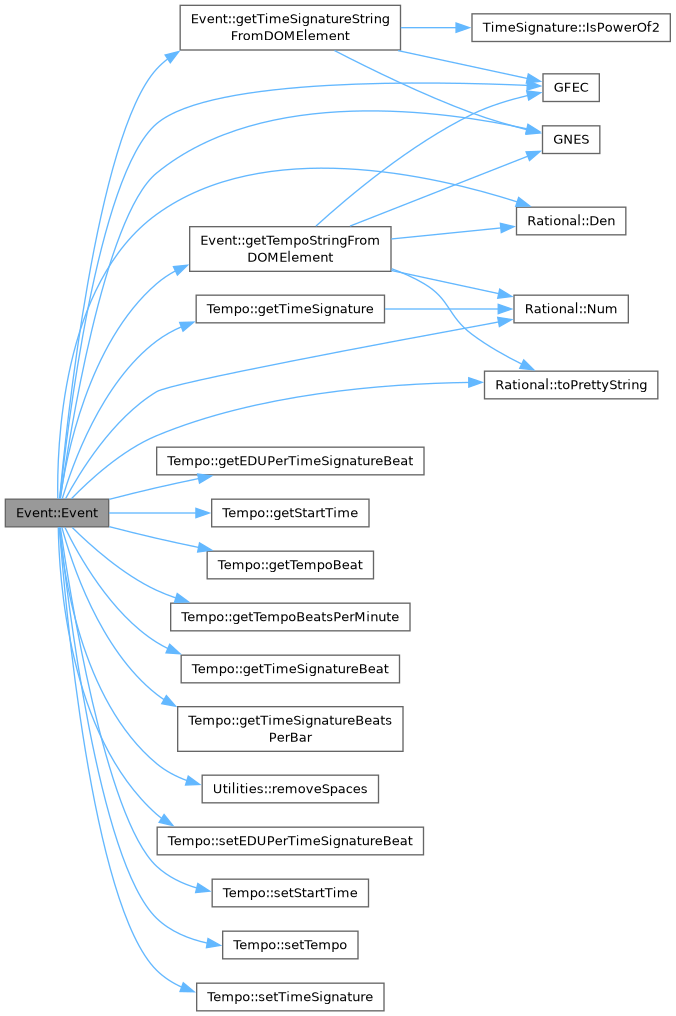 Event::getTimeSignatureString
FromDOMElement
TimeSignature::IsPowerOf2
GFEC
GNES
Rational::Den
Event::getTempoStringFrom
DOMElement
Tempo::getTimeSignature
Rational::Num
Rational::toPrettyString
Tempo::getEDUPerTimeSignatureBeat
Event::Event
Tempo::getStartTime
Tempo::getTempoBeat
Tempo::getTempoBeatsPerMinute
Tempo::getTimeSignatureBeat
Tempo::getTimeSignatureBeats
PerBar
Utilities::removeSpaces
Tempo::setEDUPerTimeSignatureBeat
Tempo::setStartTime
Tempo::setTempo
Tempo::setTimeSignature